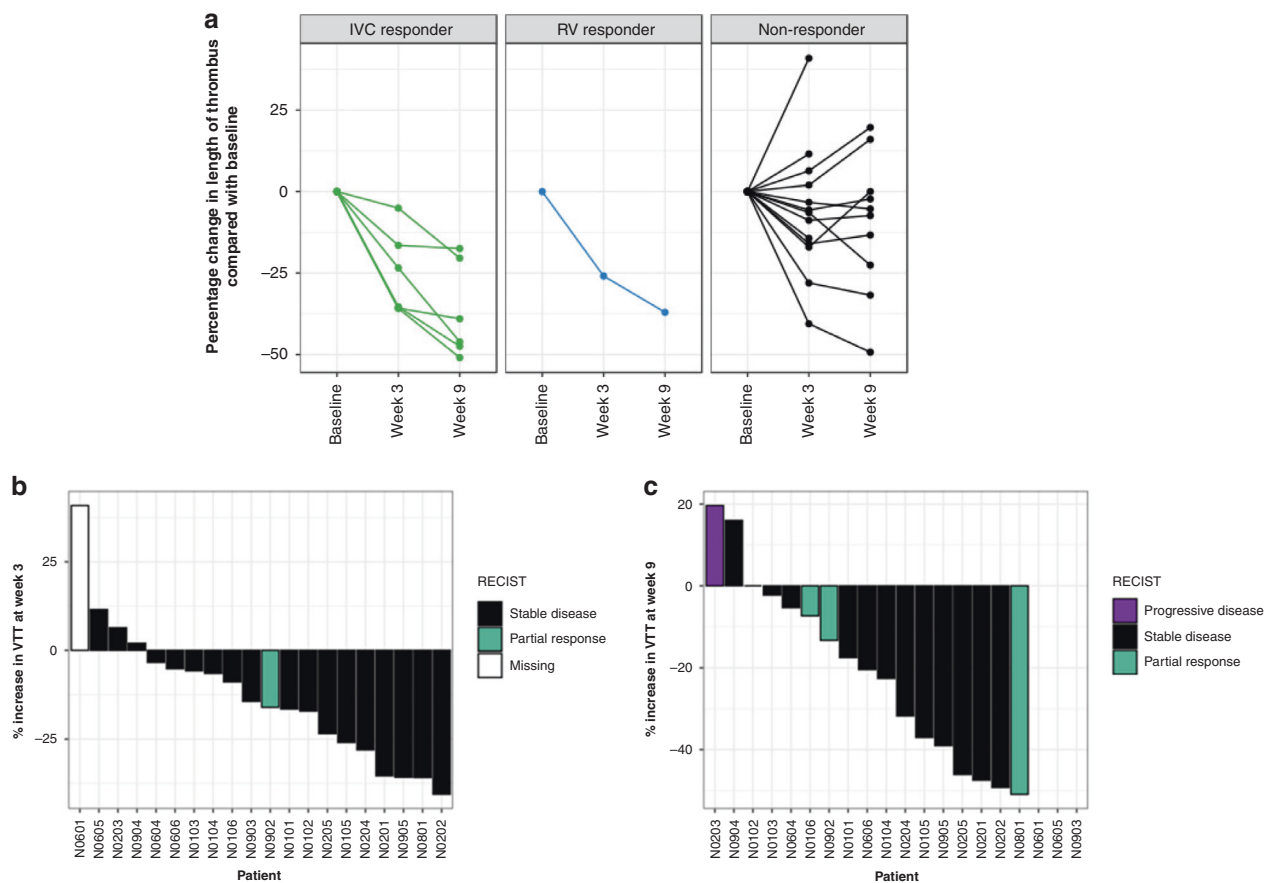 a
IVC responder
RV responder
Non-responder
Percentage change in length of thrombus
compared with baseline
25
0
−25
−50
Baseline
Week 3
Week 9
Baseline
Week 3
Week 9
Baseline
Week 3
Week 9
b
% increase in VTT at week 3
25
0
−25
N0601
N0605
N0203
N0904
N0604
N0606
N0103
N0104
N0106
N0903
N0902
N0101
N0102
N0205
N0105
N0204
N0201
N0905
N0801
N0202
Patient
RECIST
Stable disease
Partial response
Missing
c
% increase in VTT at week 9
20
0
−20
−40
N0203
N0904
N0102
N0103
N0604
N0106
N0902
N0101
N0606
N0104
N0204
N0105
N0905
N0205
N0201
N0202
N0801
N0601
N0605
N0903
Patient
RECIST
Progressive disease
Stable disease
Partial response